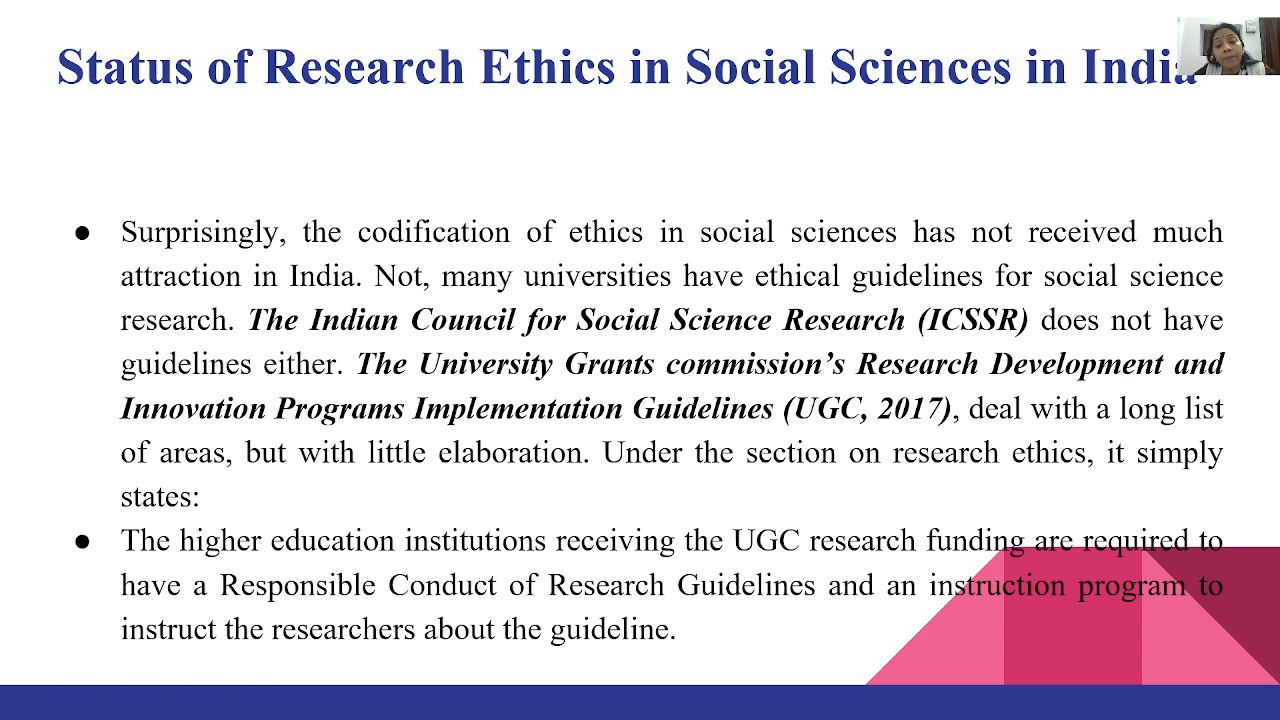 Status of Research Ethics in Social Sciences in India
● Surprisingly, the codification of ethics in social sciences has not received much
attraction in India. Not, many universities have ethical guidelines for social science
research. The Indian Council for Social Science Research (ICSSR) does not have
guidelines either. The University Grants commission’s Research Development and
Innovation Programs Implementation Guidelines (UGC, 2017), deal with a long list
of areas, but with little elaboration. Under the section on research ethics, it simply
states:
● The higher education institutions receiving the UGC research funding are required to
have a Responsible Conduct of Research Guidelines and an instruction program to
instruct the researchers about the guideline.